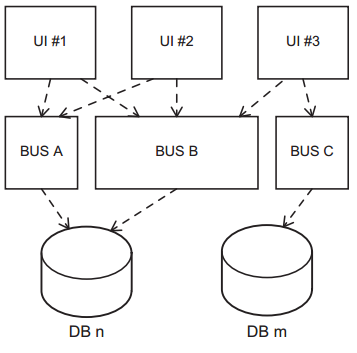 UI #1
UI #2
UI #3
BUS A
BUS B
BUS C
DB n
DB m